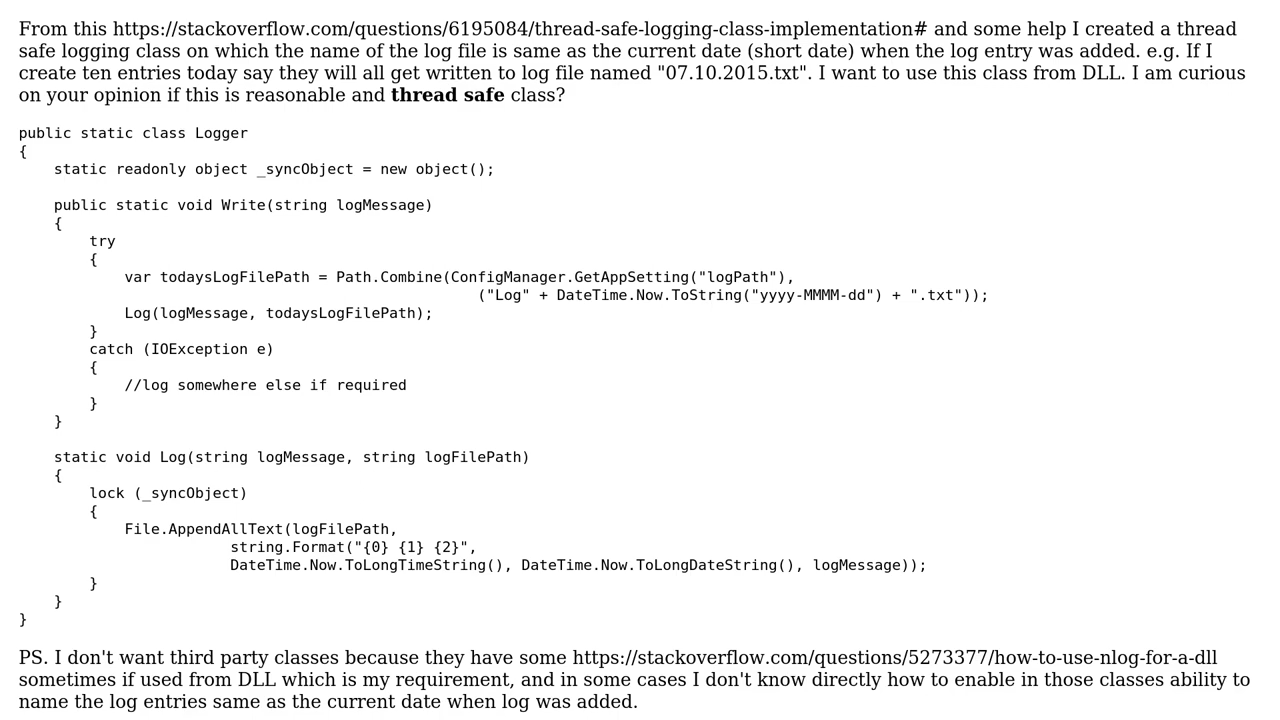 From this https://stackoverflow.com/questions/6195084/thread-safe-logging-class-implementation# and some help I created a thread
safe logging class on which the name of the log file is same as the current date (short date) when the log entry was added. e.g. If I
create ten entries today say they will all get written to log file named "07.10.2015.txt". I want to use this class from DLL. I am curious
on your opinion if this is reasonable and thread safe class?
public static class Logger
{
    static readonly object _syncObject = new object();
    public static void Write(string logMessage)
    {
        try
        {
            var todaysLogFilePath = Path.Combine(ConfigManager.GetAppSetting("logPath"),
                                                    ("Log" + DateTime.Now.ToString("yyyy-MMMM-dd") + ".txt"));
            Log(logMessage, todaysLogFilePath);
        }
        catch (IOException e)
        {
            //log somewhere else if required
        }
    }
    static void Log(string logMessage, string logFilePath)
    {
        lock (_syncObject)
        {
            File.AppendAllText(logFilePath,
                        string.Format("{0} {1} {2}",
                        DateTime.Now.ToLongTimeString(), DateTime.Now.ToLongDateString(), logMessage));
        }
    }
}
PS. I don't want third party classes because they have some https://stackoverflow.com/questions/5273377/how-to-use-nlog-for-a-dll
sometimes if used from DLL which is my requirement, and in some cases I don't know directly how to enable in those classes ability to
name the log entries same as the current date when log was added.